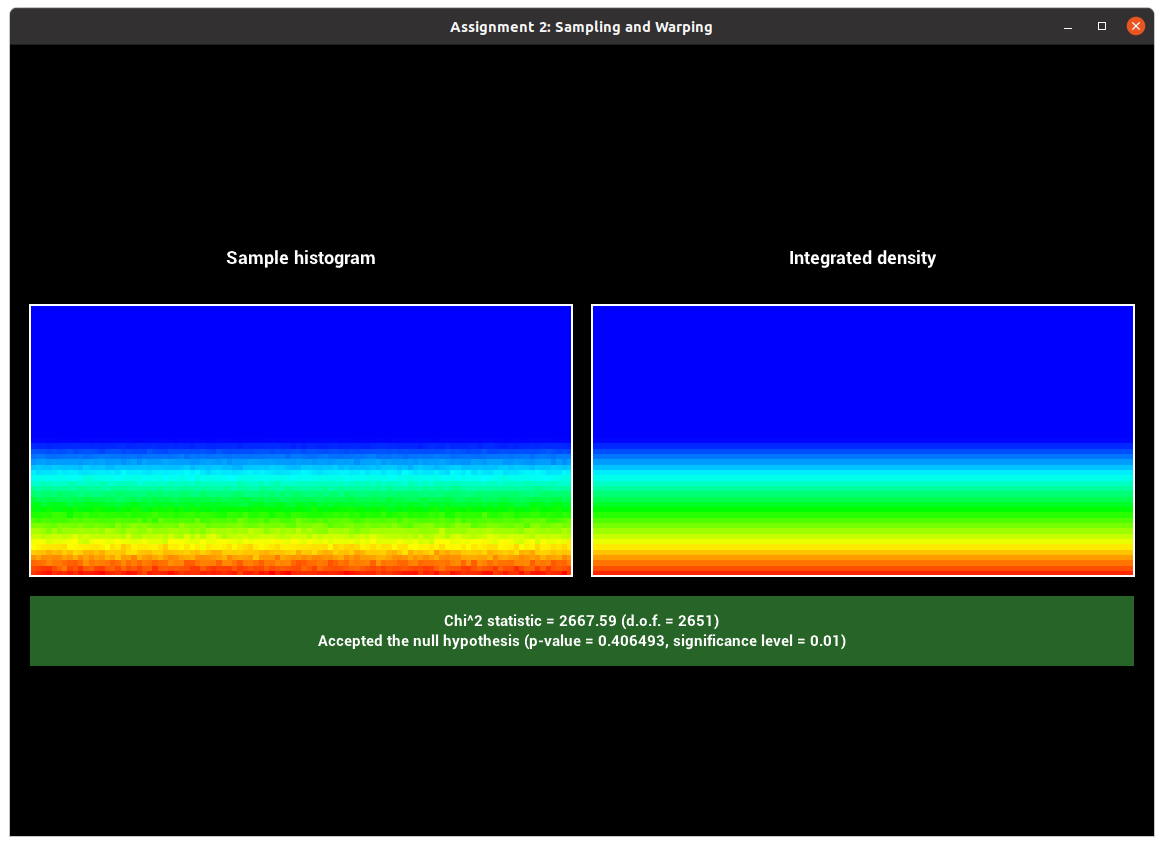 Assignment 2: Sampling and Warping
Sample histogram
Integrated density
Chi^2 statistic = 2667.59 (d.o.f. = 2651)
Accepted the null hypothesis (p-value = 0.406493, significance level = 0.01)